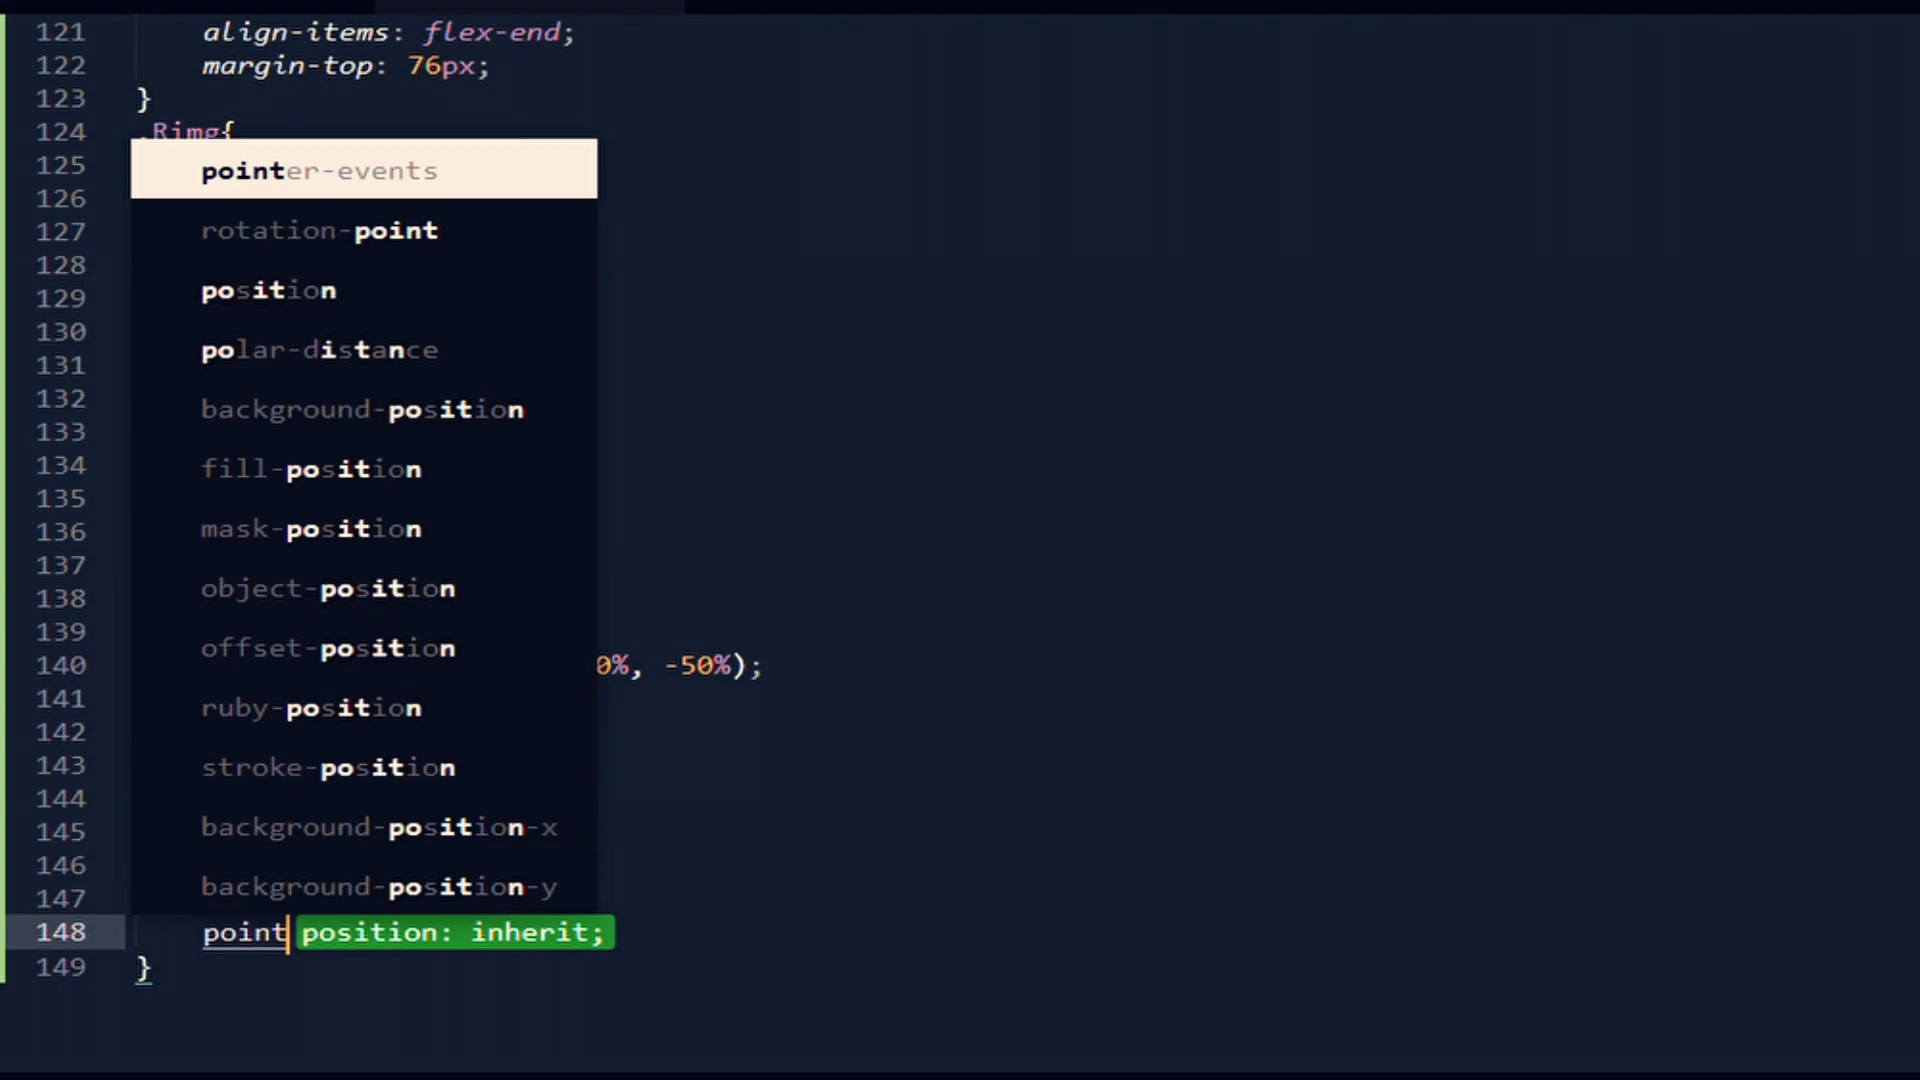 121 align-items: flex-end;
122 margin-top: 76px;
123 }
124 .Rimg{
125 pointer-events
126
127 rotation-point
128
129 position
130
131 polar-distance
132 background-position
133
134 fill-position
135
136 mask-position
137
138 object-position
139 offset-position
140 0%, -50%);
141 ruby-position
142
143 stroke-position
144
145 background-position-x
146
147 background-position-y
148 point position: inherit;
149 }